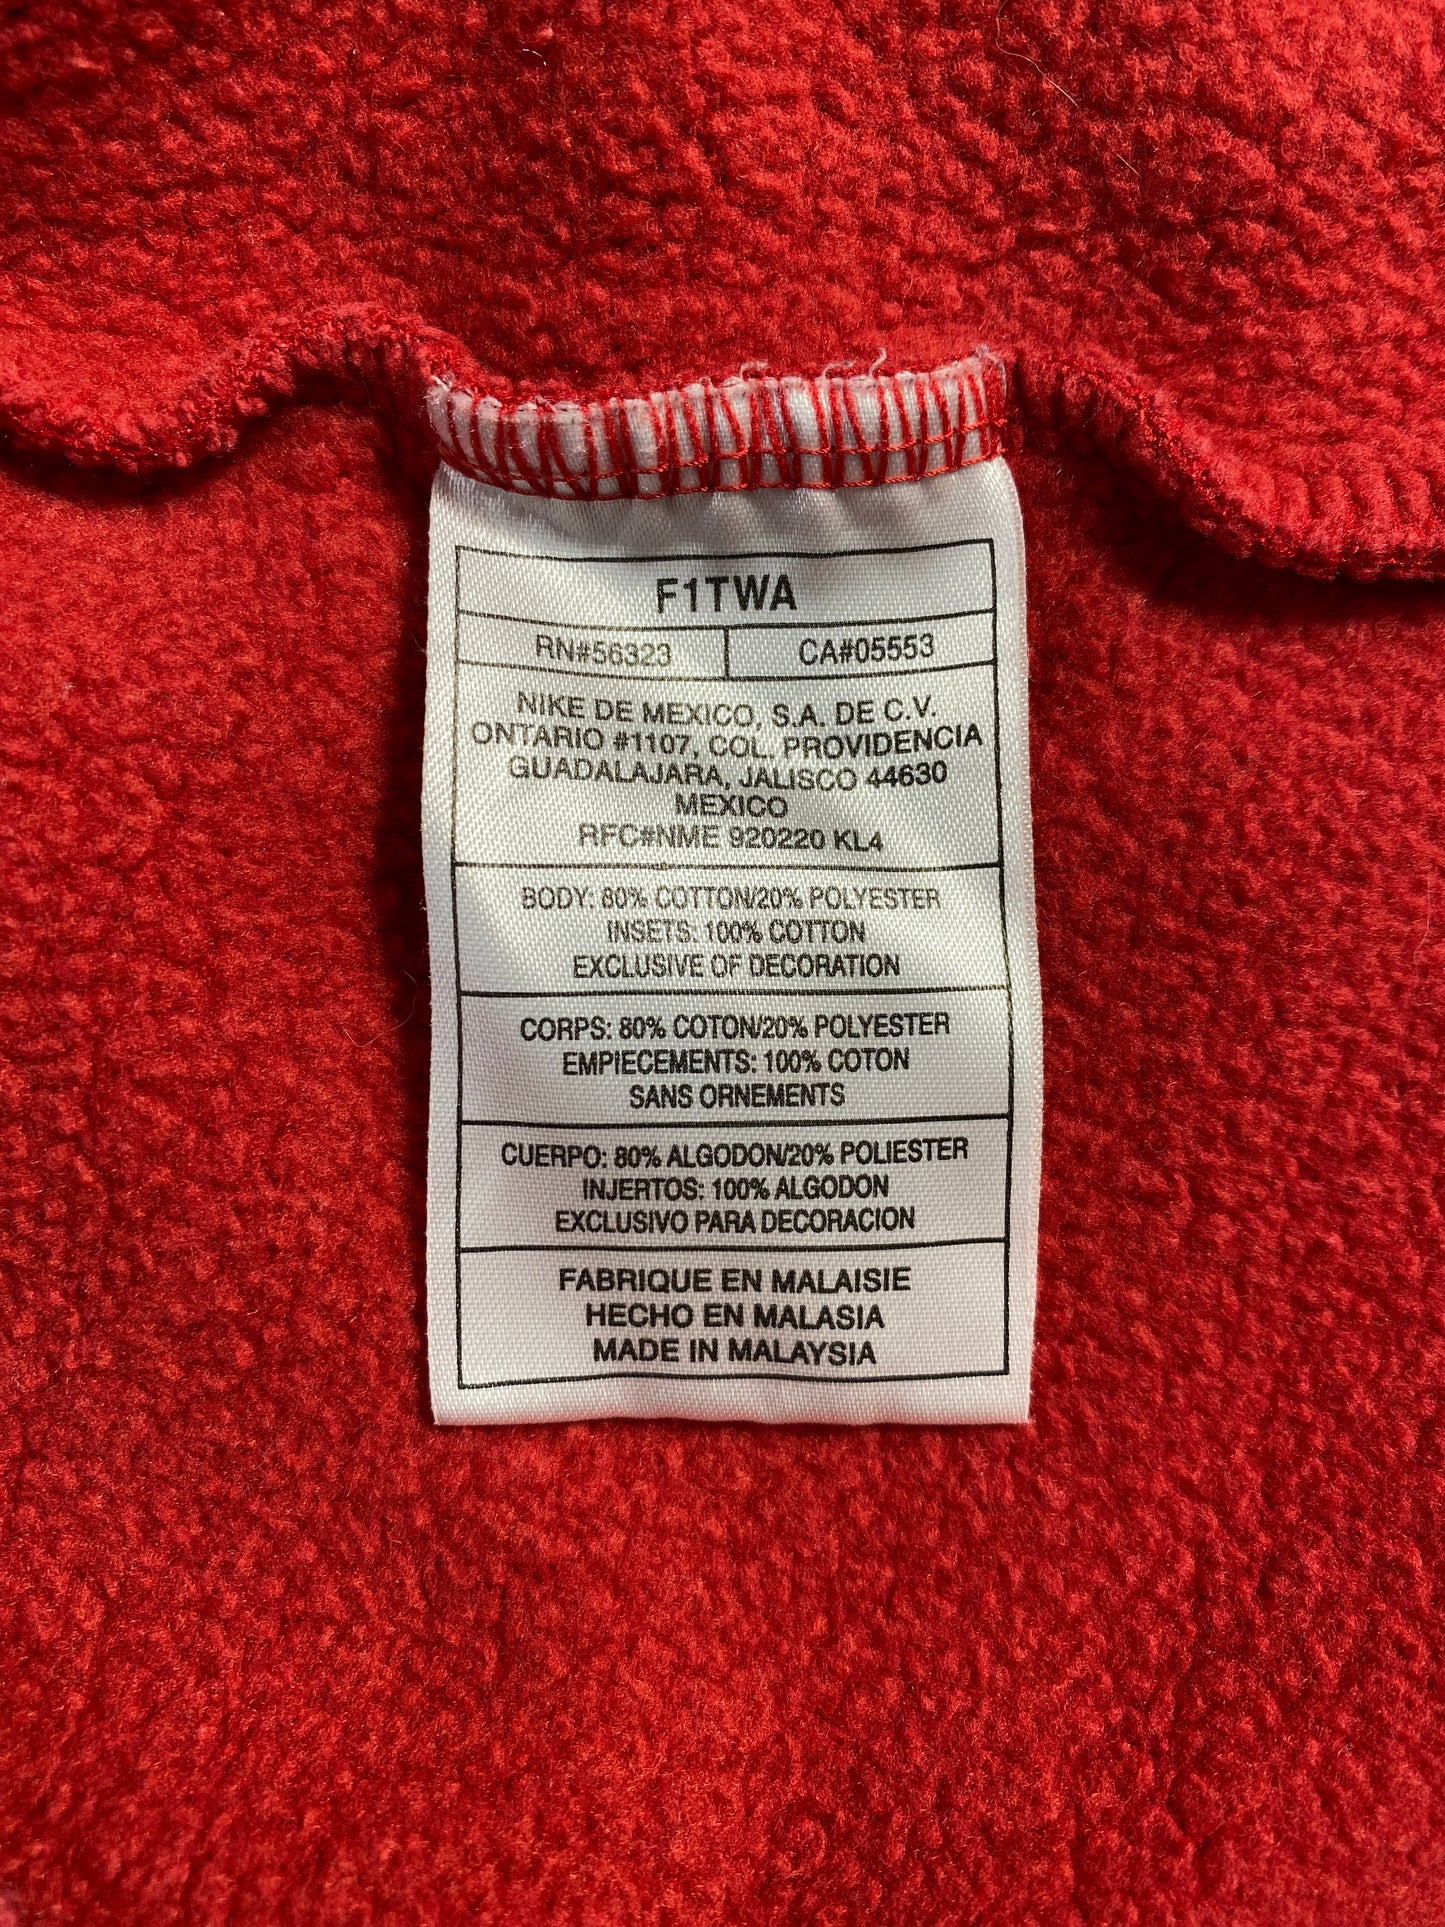 F1TWA
RN#56323 CA#05553
NIKE DE MEXICO, S.A. DE C.V.
ONTARIO #1107, COL. PROVIDENCIA
GUADALAJARA, JALISCO 44630
MEXICO
RFC#NME 920220 KL4
BODY: 80% COTTON/20% POLYESTER
INSETS: 100% COTTON
EXCLUSIVE OF DECORATION
CORPS: 80% COTON/20% POLYESTER
EMPIECEMENTS: 100% COTON
SANS ORNEMENTS
CUERPO: 80% ALGODON/20% POLIESTER
INJERTOS: 100% ALGODON
EXCLUSIVO PARA DECORACION
FABRIQUE EN MALAISIE
HECHO EN MALASIA
MADE IN MALAYSIA